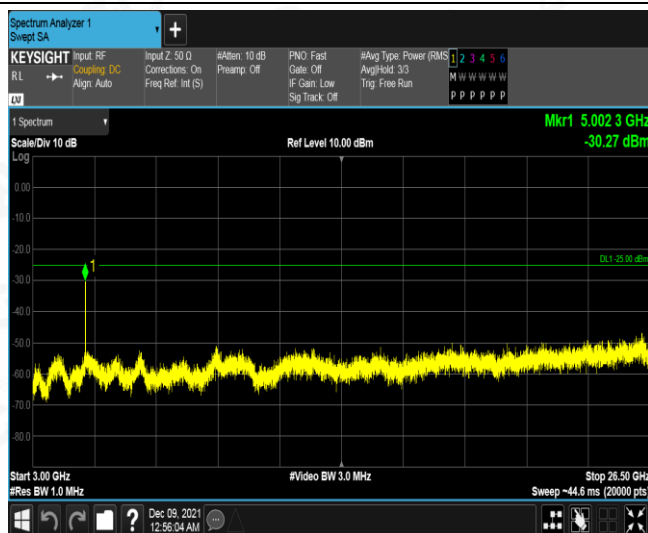 Spectrum Analyzer 1
Swept SA
+
KEYSIGHT
RL
LXI
Input: RF
Coupling: DC
Align: Auto
Input Z: 50 Ω
Corrections: On
Freq Ref: Int (S)
#Atten: 10 dB
Preamp: Off
PNO: Fast
Gate: Off
IF Gain: Low
Sig Track: Off
#Avg Type: Power (RMS
Avg|Hold: 3/3
Trig: Free Run
1 2 3 4 5 6
M W W W W W
P P P P P P
1 Spectrum
Scale/Div 10 dB
Ref Level 10.00 dBm
Mkr1 5.002 3 GHz
-30.27 dBm
Log
0.00
-10.0
-20.0
-30.0
-40.0
-50.0
-60.0
-70.0
-80.0
1
DL1 -25.00 dBm
Start 3.00 GHz
#Res BW 1.0 MHz
#Video BW 3.0 MHz
Stop 26.50 GHz
Sweep ~44.6 ms (20000 pts)
?
Dec 09, 2021
12:56:04 AM